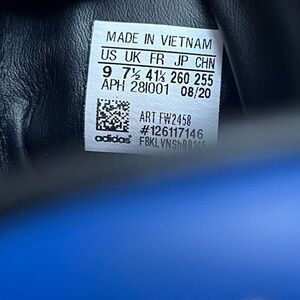 MADE IN VIETNAM
US UK FR JP CHN
9 7½ 41⅓ 260 255
APH 28I001 08/20
ART FW2458
#126117146
adidas